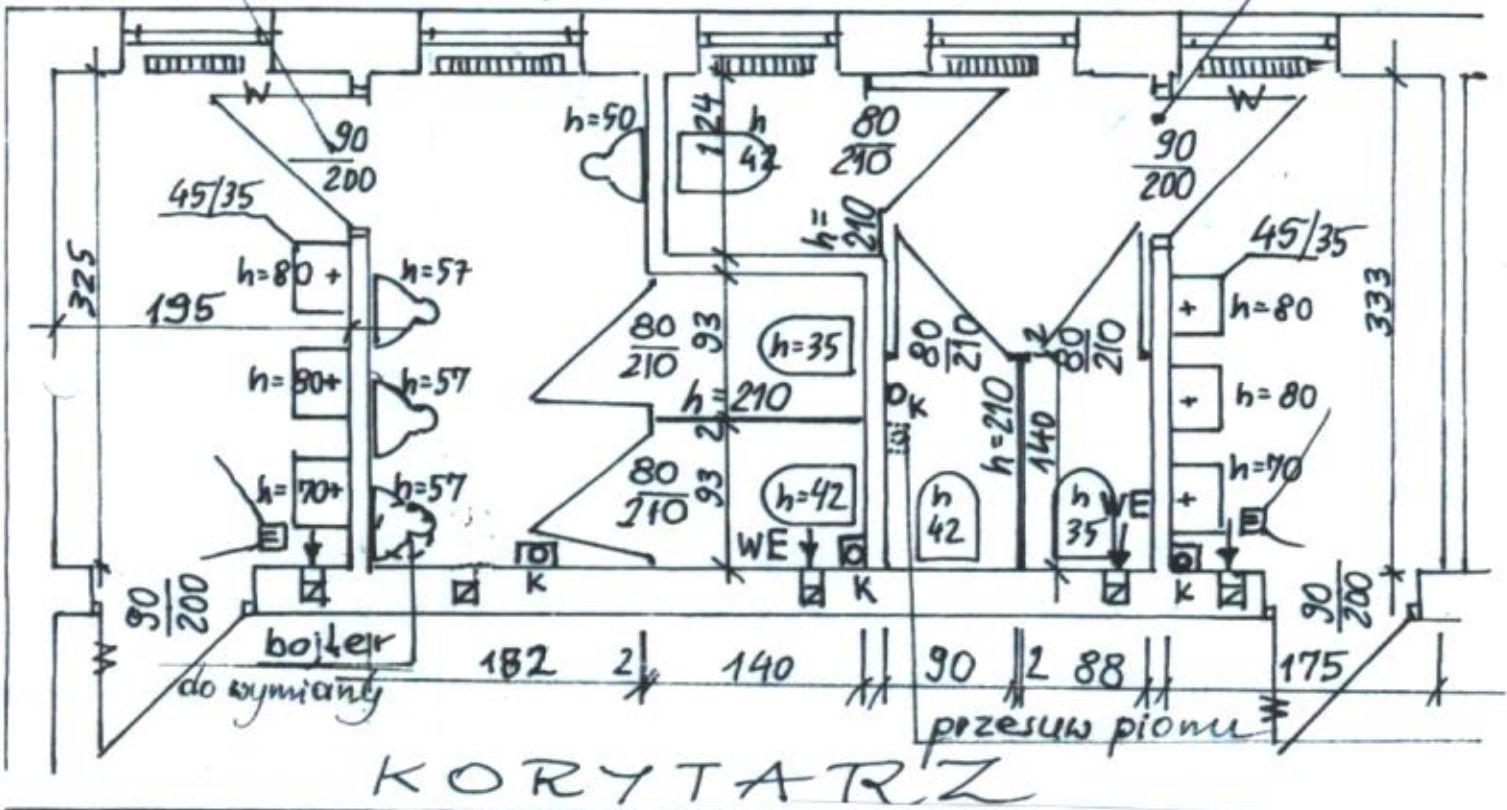 W
W
h=50
124
h
42
80
210
90
200
90
200
45/35
h=
210
45/35
325
h=80
h=57
195
h=80
333
80
210
93
h=35
80
210
12
80
210
h=80
h=57
h=80
h=210
K
h=210
140
2
h=70
h=57
80
210
93
h=42
h
42
h
35
WE
h=70
E
WE
E
K
K
K
Z
Z
Z
Z
Z
90
200
90
200
bojler
do wymiany
182
2
140
90
2
88
175
W
W
przesuw pionu
KORYTARZ